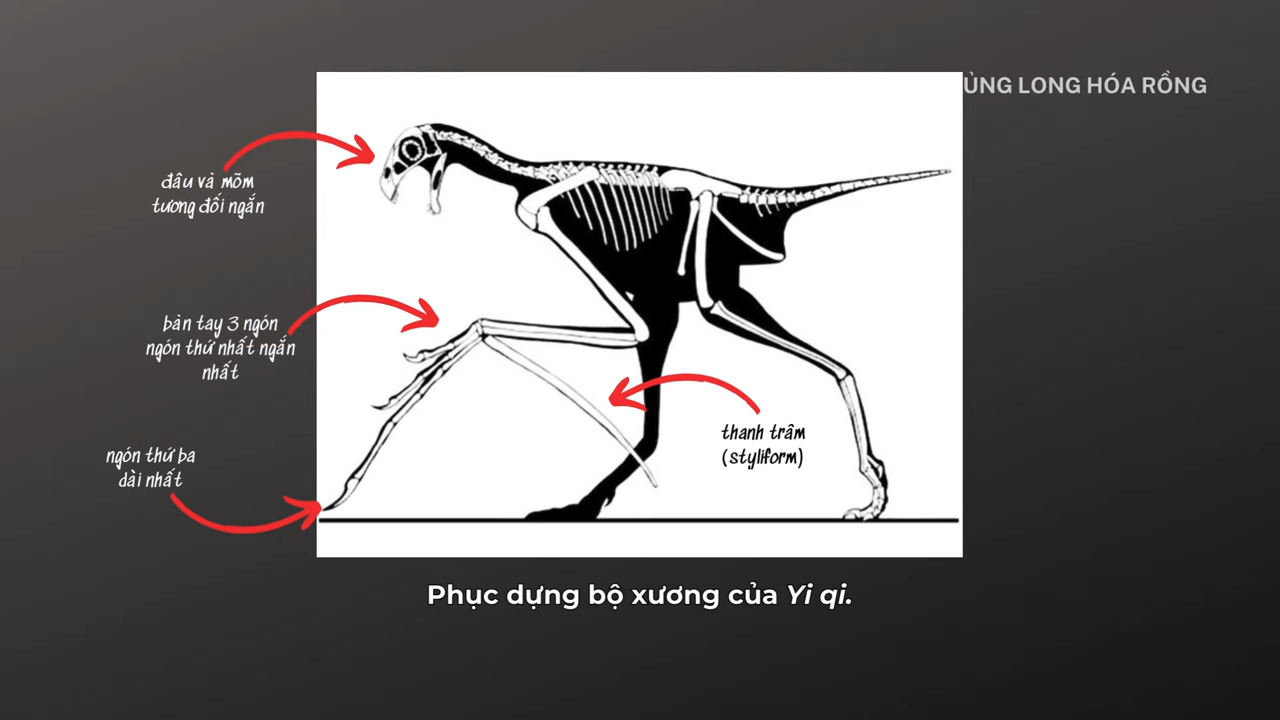 ỦNG LONG HÓA RỒNG
đầu và mõm
tương đối ngắn
bàn tay 3 ngón
ngón thứ nhất ngắn
nhất
ngón thứ ba
dài nhất
thanh trâm
(styliform)
Phục dựng bộ xương của Yi qi.